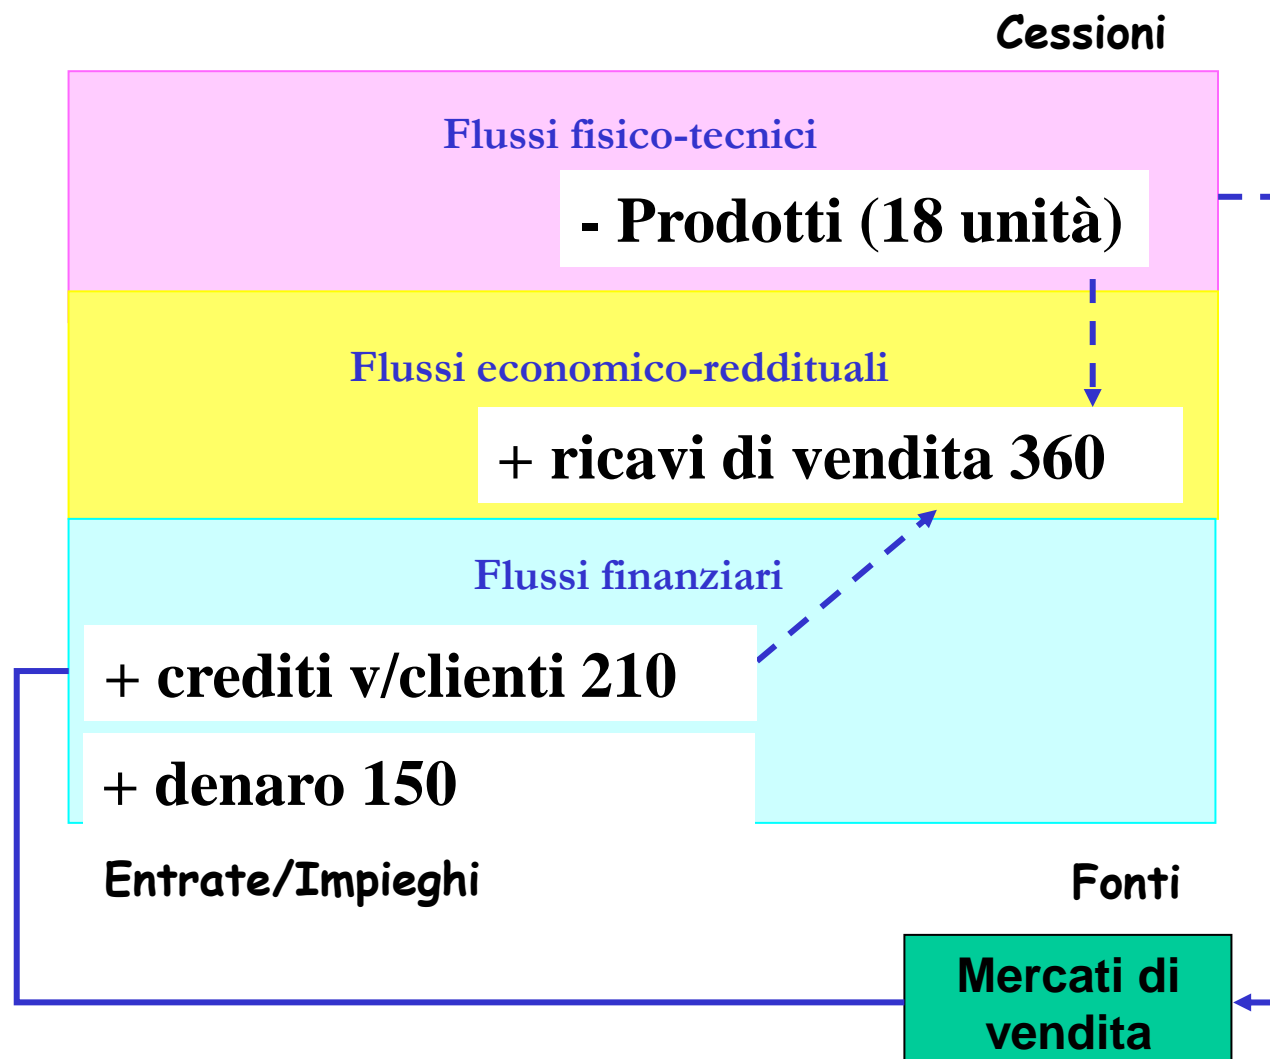 Cessioni
Flussi fisico-tecnici
- Prodotti (18 unità)
Flussi economico-reddituali
+ ricavi di vendita 360
Flussi finanziari
+ crediti v/clienti 210
+ denaro 150
Entrate/Impieghi
Fonti
Mercati di
vendita